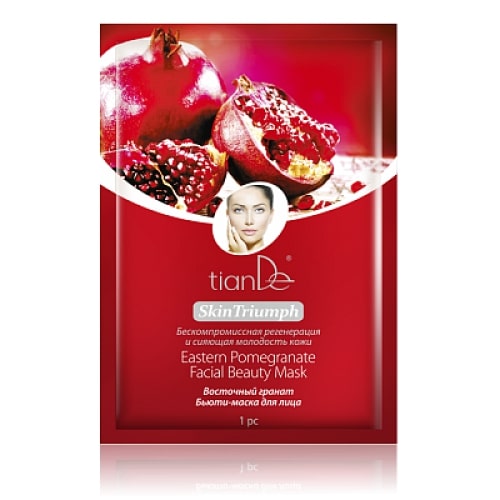 tianDe®
SkinTriumph
Бескомпромиссная регенерация
и сияющая молодость кожи
Eastern Pomegranate
Facial Beauty Mask
Восточный гранат
Бьюти-маска для лица
1 pc